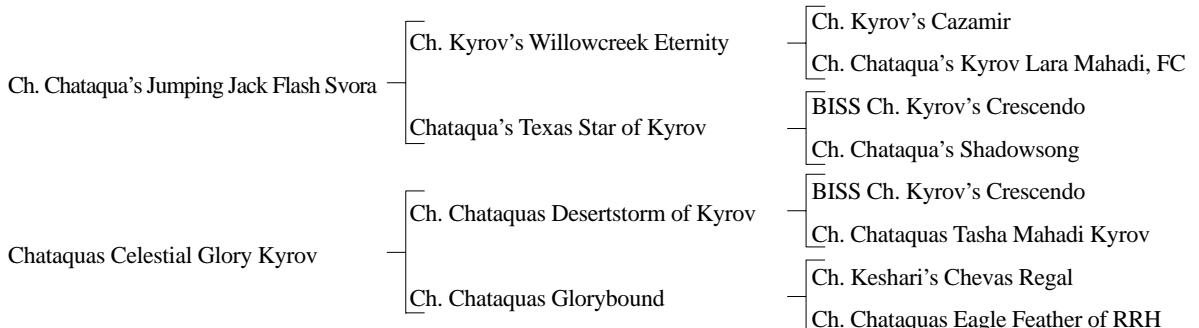 Ch. Kyrov’s Cazamir
Ch. Kyrov’s Willowcreek Eternity
Ch. Chataqua’s Kyrov Lara Mahadi, FC
Ch. Chataqua’s Jumping Jack Flash Svora
BISS Ch. Kyrov’s Crescendo
Chataqua’s Texas Star of Kyrov
Ch. Chataqua’s Shadowsong
BISS Ch. Kyrov’s Crescendo
Ch. Chataquas Desertstorm of Kyrov
Ch. Chataquas Tasha Mahadi Kyrov
Chataquas Celestial Glory Kyrov
Ch. Keshari’s Chevas Regal
Ch. Chataquas Glorybound
Ch. Chataquas Eagle Feather of RRH